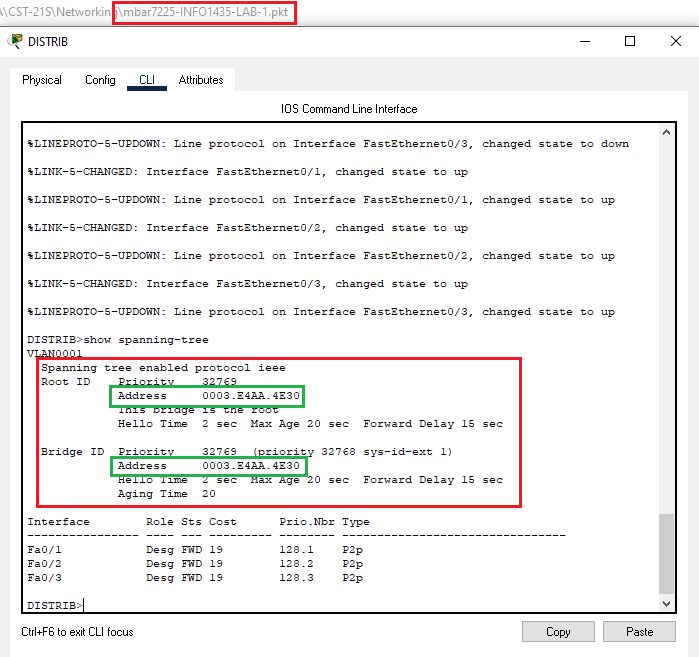 A\CST-21S\Networking\mbar7225-INFO1435-LAB-1.pkt
DISTRIB
Physical Config CLI Attributes
IOS Command Line Interface
%LINEPROTO-5-UPDOWN: Line protocol on Interface FastEthernet0/3, changed state to down
%LINK-5-CHANGED: Interface FastEthernet0/1, changed state to up
%LINEPROTO-5-UPDOWN: Line protocol on Interface FastEthernet0/1, changed state to up
%LINK-5-CHANGED: Interface FastEthernet0/2, changed state to up
%LINEPROTO-5-UPDOWN: Line protocol on Interface FastEthernet0/2, changed state to up
%LINK-5-CHANGED: Interface FastEthernet0/3, changed state to up
%LINEPROTO-5-UPDOWN: Line protocol on Interface FastEthernet0/3, changed state to up
DISTRIB>show spanning-tree
VLAN0001
Spanning tree enabled protocol ieee
Root ID Priority 32769
Address 0003.E4AA.4E30
This bridge is the root
Hello Time 2 sec Max Age 20 sec Forward Delay 15 sec
Bridge ID Priority 32769 (priority 32768 sys-id-ext 1)
Address 0003.E4AA.4E30
Hello Time 2 sec Max Age 20 sec Forward Delay 15 sec
Aging Time 20
Interface Role Sts Cost Prio.Nbr Type
---------------- ---- --- --------- -------- --------------------------------
Fa0/1 Desg FWD 19 128.1 P2p
Fa0/2 Desg FWD 19 128.2 P2p
Fa0/3 Desg FWD 19 128.3 P2p
DISTRIB>
Ctrl+F6 to exit CLI focus
Copy Paste